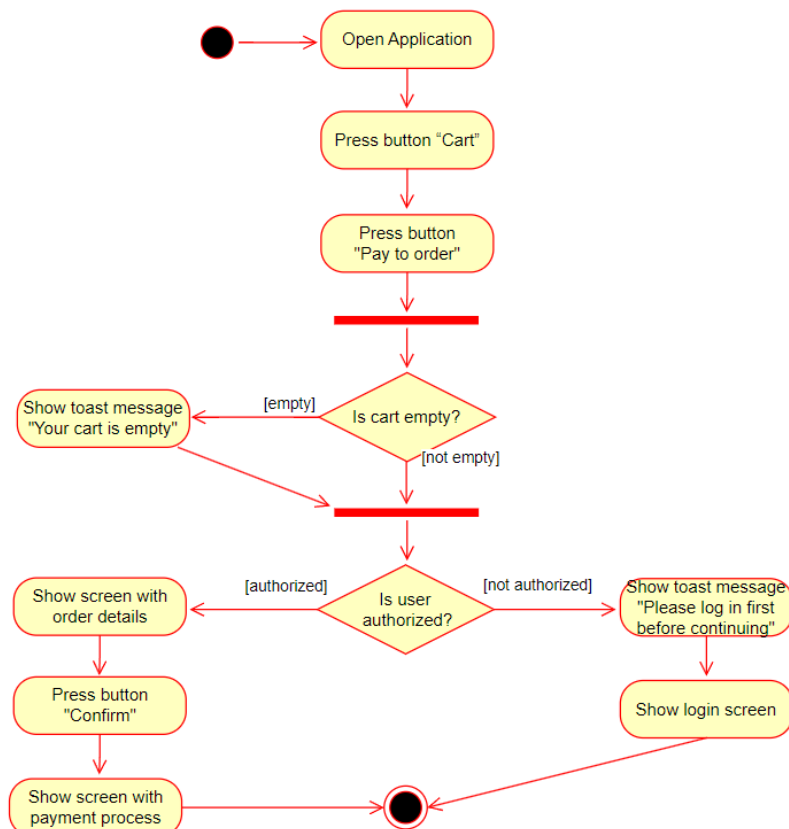 Open Application
Press button “Cart”
Press button
"Pay to order"
[empty]
Is cart empty?
Show toast message
"Your cart is empty"
[not empty]
[authorized]
[not authorized]
Is user
authorized?
Show screen with
order details
Show toast message
"Please log in first
before continuing"
Press button
"Confirm"
Show login screen
Show screen with
payment process